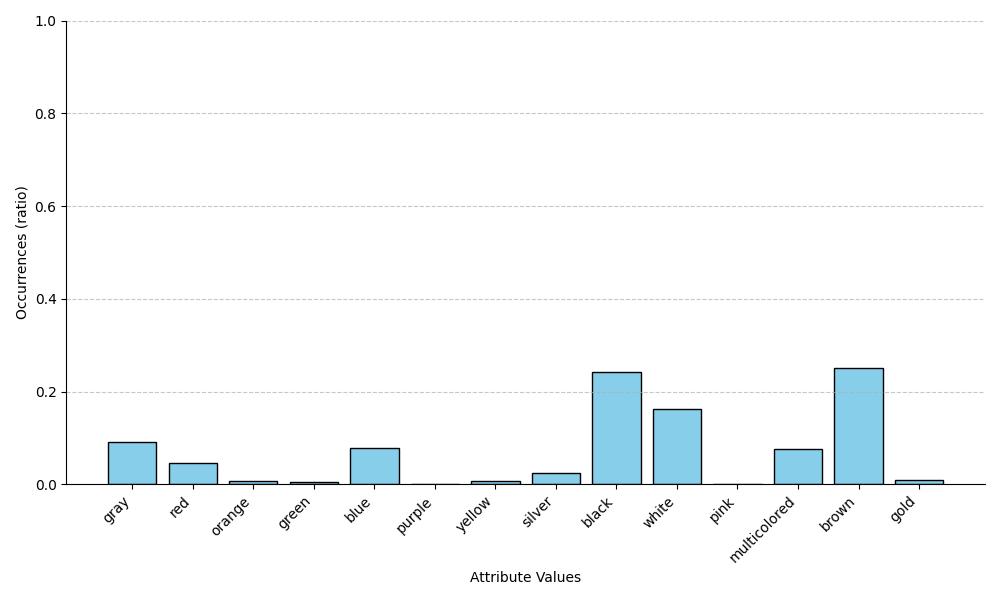 1.0
0.8
0.6
0.4
0.2
0.0
Occurrences (ratio)
gray
red
orange
green
blue
purple
yellow
silver
black
white
pink
multicolored
brown
gold
Attribute Values